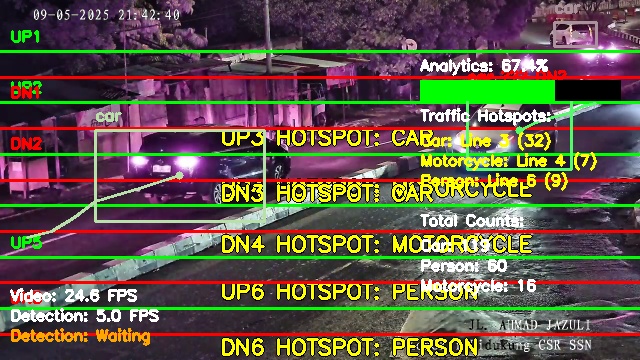 09-05-2025 21:42:40
car
UP1
Analytics: 67.4%
DN1
Traffic Hotspots:
car
UP3 HOTSPOT: CAR
Car: Line 3 (32)
DN2
Motorcycle: Line 4 (7)
Person: Line 6 (9)
DN3 HOTSPOT: CAR
Total Counts:
UP5
DN4 HOTSPOT: MOTORCYCLE
Person: 60
Motorcycle: 16
UP6 HOTSPOT: PERSON
Video: 24.6 FPS
Detection: 5.0 FPS
Detection: Waiting
JL. AHMAD JAZULI
CSR SSN
DN6 HOTSPOT: PERSON